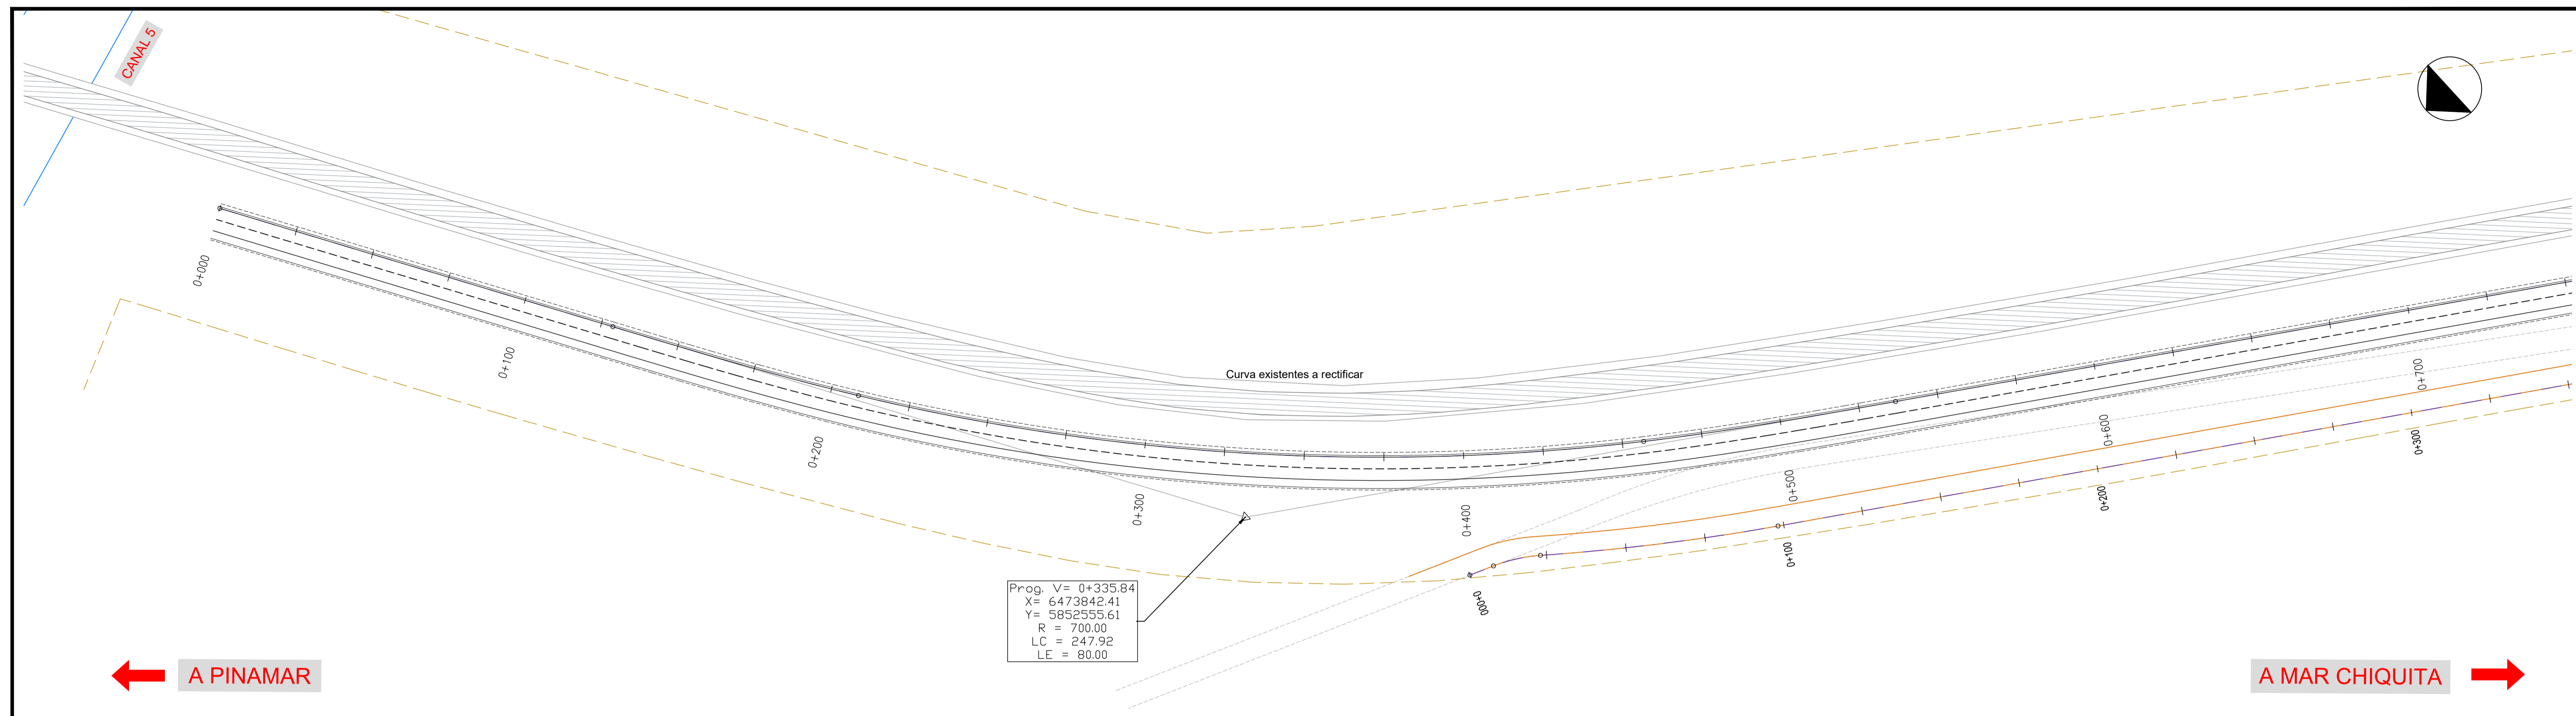 CANAL 5
0+000
0+100
0+200
0+300
0+400
0+500
0+600
0+700
Curva existentes a rectificar
0+000
0+100
0+200
0+300
Prog. V= 0+335.84
X= 6473842.41
Y= 5852555.61
R = 700.00
LC = 247.92
LE = 80.00
A PINAMAR
A MAR CHIQUITA